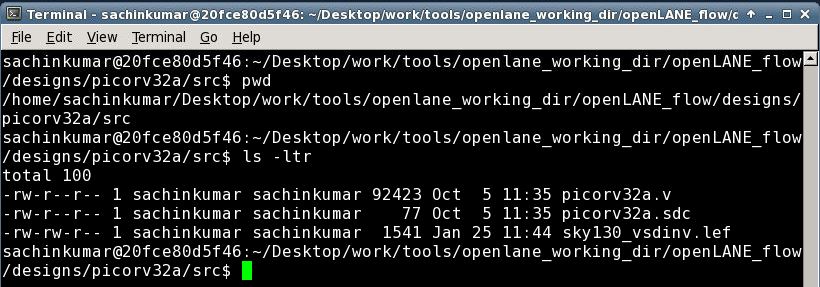 Terminal - sachinkumar@20fce80d5f46: ~/Desktop/work/tools/openlane_working_dir/openLANE_flow/d
File Edit View Terminal Go Help
sachinkumar@20fce80d5f46:~/Desktop/work/tools/openlane_working_dir/openLANE_flow
/designs/picorv32a/src$ pwd
/home/sachinkumar/Desktop/work/tools/openlane_working_dir/openLANE_flow/designs/
picorv32a/src
sachinkumar@20fce80d5f46:~/Desktop/work/tools/openlane_working_dir/openLANE_flow
/designs/picorv32a/src$ ls -ltr
total 100
-rw-r--r-- 1 sachinkumar sachinkumar 92423 Oct  5 11:35 picorv32a.v
-rw-r--r-- 1 sachinkumar sachinkumar    77 Oct  5 11:35 picorv32a.sdc
-rw-rw-r-- 1 sachinkumar sachinkumar  1541 Jan 25 11:44 sky130_vsdinv.lef
sachinkumar@20fce80d5f46:~/Desktop/work/tools/openlane_working_dir/openLANE_flow
/designs/picorv32a/src$